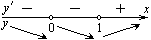 y′ − − +
y 0 1 x